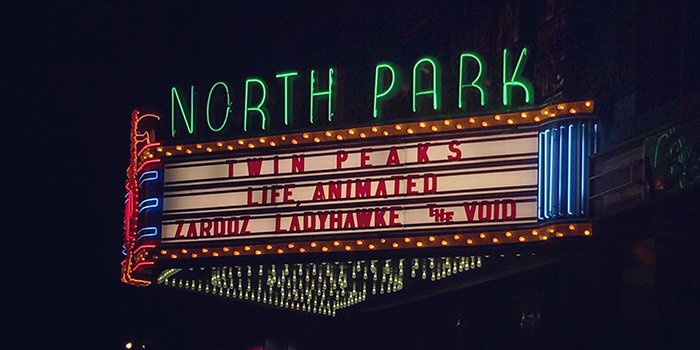 NORTH PARK
TWIN PEAKS
LIFE, ANIMATED
ZARDOZ LADYHAWKE THE VOID